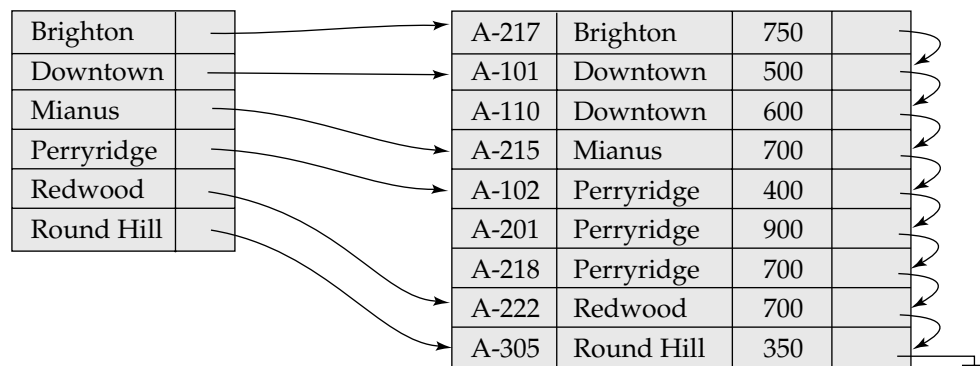 Brighton
Downtown
Mianus
Perryridge
Redwood
Round Hill
A-217 Brighton 750
A-101 Downtown 500
A-110 Downtown 600
A-215 Mianus 700
A-102 Perryridge 400
A-201 Perryridge 900
A-218 Perryridge 700
A-222 Redwood 700
A-305 Round Hill 350